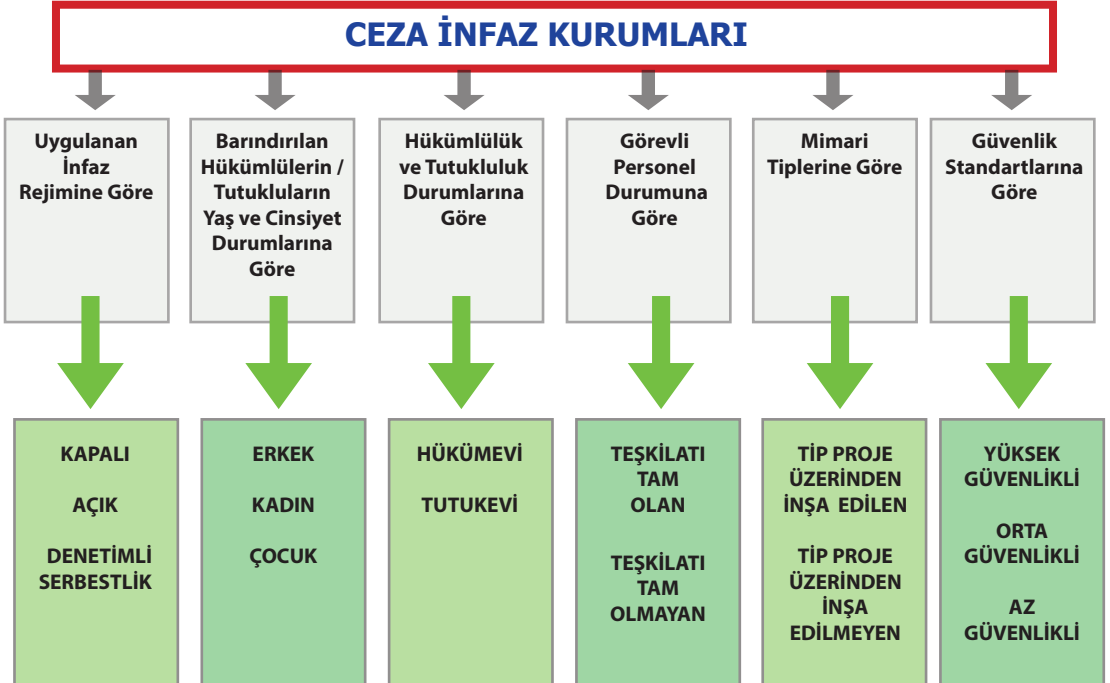 CEZA İNFAZ KURUMLARI
Uygulanan
İnfaz
Rejimine Göre
Barındırılan
Hükümlülerin /
Tutukluların
Yaş ve Cinsiyet
Durumlarına
Göre
Hükümlülük
ve Tutukluluk
Durumlarına
Göre
Görevli
Personel
Durumuna
Göre
Mimari
Tiplerine Göre
Güvenlik
Standartlarına
Göre
KAPALI
AÇIK
DENETİMLİ
SERBESTLİK
ERKEK
KADIN
ÇOCUK
HÜKÜMEVİ
TUTUKEVİ
TEŞKİLATI
TAM
OLAN
TEŞKİLATI
TAM
OLMAYAN
TİP PROJE
ÜZERİNDEN
İNŞA EDİLEN
TİP PROJE
ÜZERİNDEN
İNŞA
EDİLMEYEN
YÜKSEK
GÜVENLİKLİ
ORTA
GÜVENLİKLİ
AZ
GÜVENLİKLİ